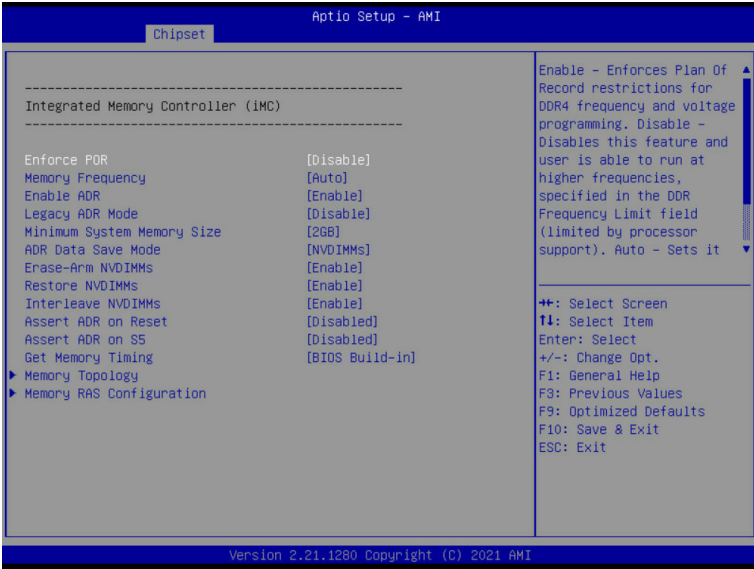 Aptio Setup – AMI
Chipset
------------------------------------------------------------
Integrated Memory Controller (iMC)
------------------------------------------------------------
Enforce POR [Disable]
Memory Frequency [Auto]
Enable ADR [Enable]
Legacy ADR Mode [Disable]
Minimum System Memory Size [2GB]
ADR Data Save Mode [NVDIMMs]
Erase-Arm NVDIMMs [Enable]
Restore NVDIMMs [Enable]
Interleave NVDIMMs [Enable]
Assert ADR on Reset [Disabled]
Assert ADR on S5 [Disabled]
Get Memory Timing [BIOS Build-in]
Memory Topology
Memory RAS Configuration
Enable – Enforces Plan Of
Record restrictions for
DDR4 frequency and voltage
programming. Disable –
Disables this feature and
user is able to run at
higher frequencies,
specified in the DDR
Frequency Limit field
(limited by processor
support). Auto – Sets it
→←: Select Screen
↑↓: Select Item
Enter: Select
+/-: Change Opt.
F1: General Help
F3: Previous Values
F9: Optimized Defaults
F10: Save & Exit
ESC: Exit
Version 2.21.1280 Copyright (C) 2021 AMI